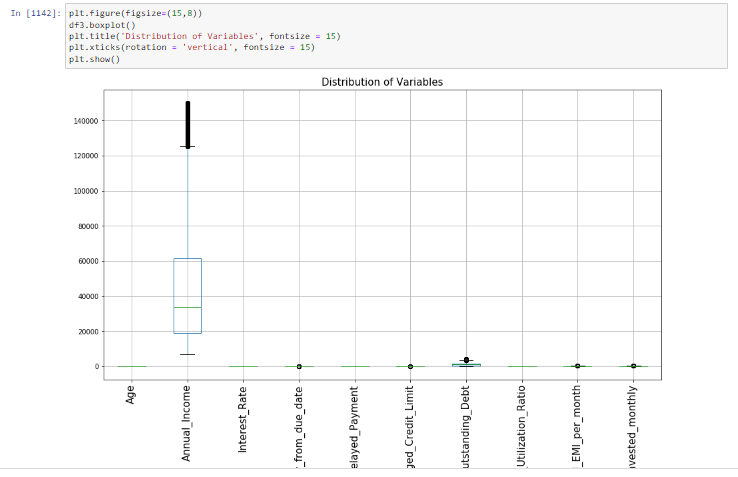 In [1142]:
plt.figure(figsize=(15,8))
df3.boxplot()
plt.title('Distribution of Variables', fontsize = 15)
plt.xticks(rotation = 'vertical', fontsize = 15)
plt.show()
Distribution of Variables
140000
120000
100000
80000
60000
40000
20000
0
Age
Annual_Income
Interest_Rate
_from_due_date
elayed_Payment
ged_Credit_Limit
utstanding_Debt
Utilization_Ratio
_EMI_per_month
vested_monthly